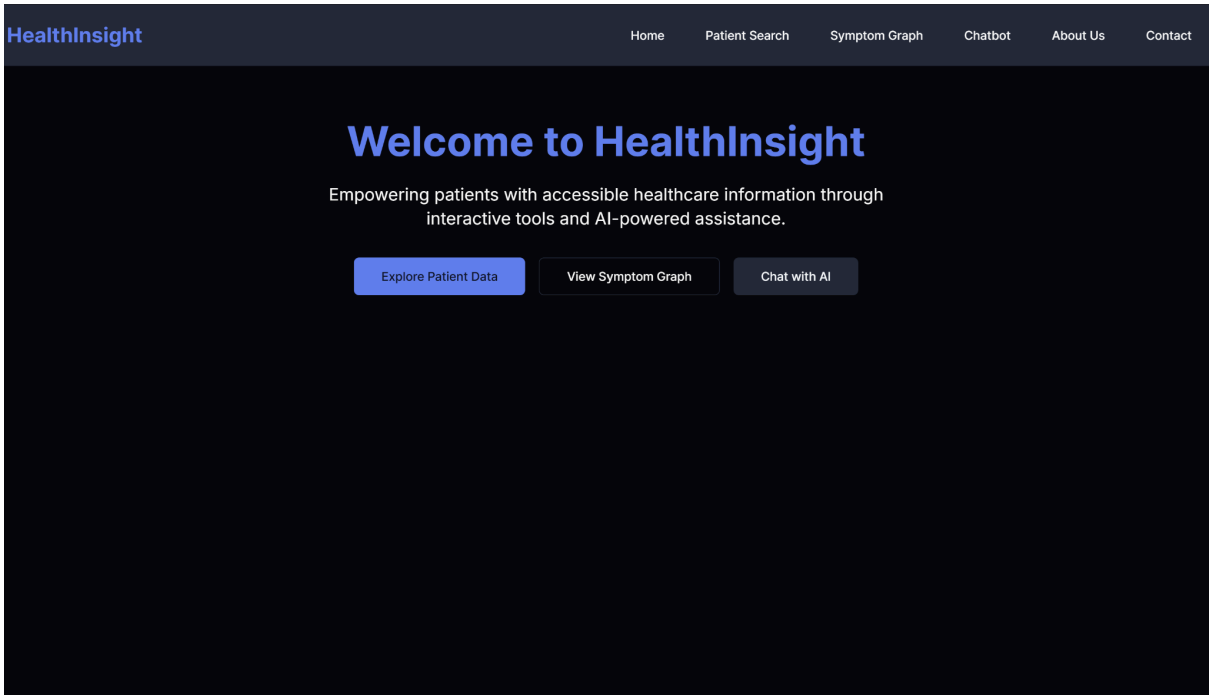 HealthInsight
Home
Patient Search
Symptom Graph
Chatbot
About Us
Contact
Welcome to HealthInsight
Empowering patients with accessible healthcare information through
interactive tools and AI-powered assistance.
Explore Patient Data
View Symptom Graph
Chat with AI